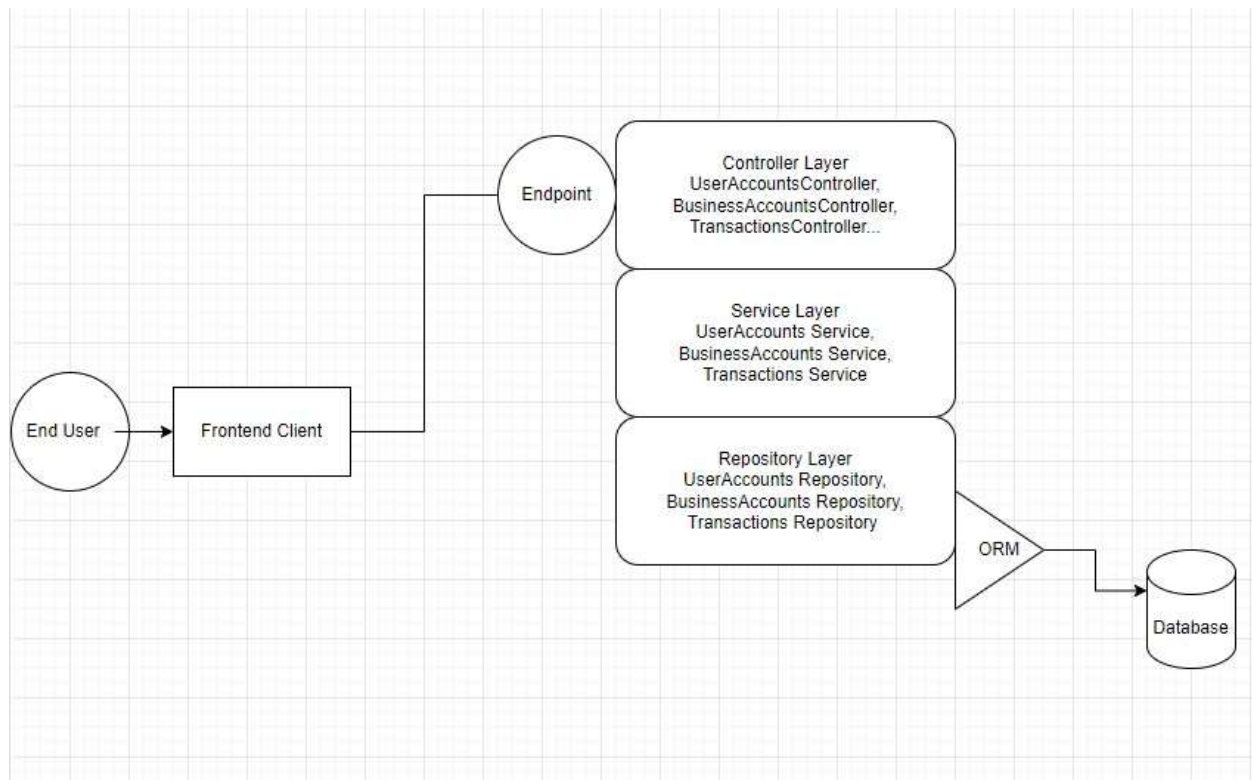 Controller Layer
UserAccountsController,
BusinessAccountsController,
TransactionsController...
Endpoint
Service Layer
UserAccounts Service,
BusinessAccounts Service,
Transactions Service
End User
Frontend Client
Repository Layer
UserAccounts Repository,
BusinessAccounts Repository,
Transactions Repository
ORM
Database